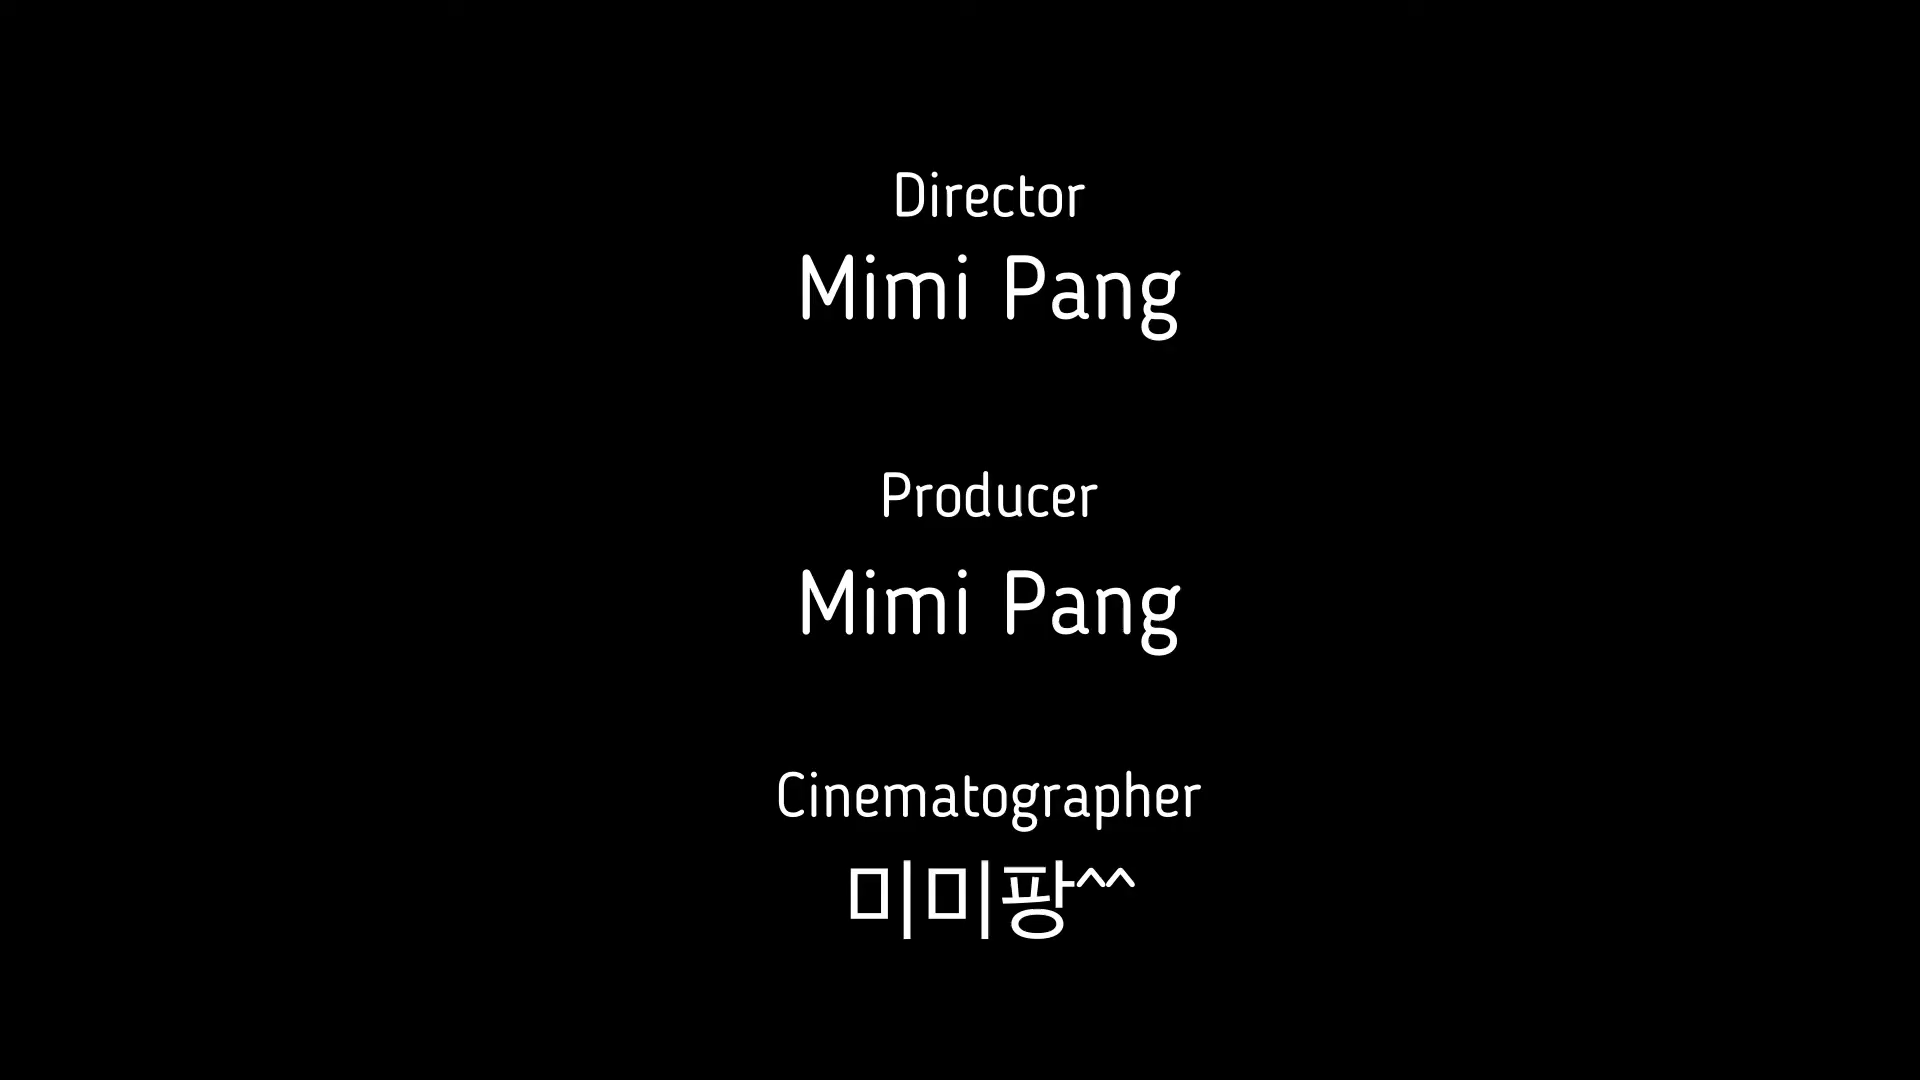 Director
Mimi Pang
Producer
Mimi Pang
Cinematographer
미미팡^^